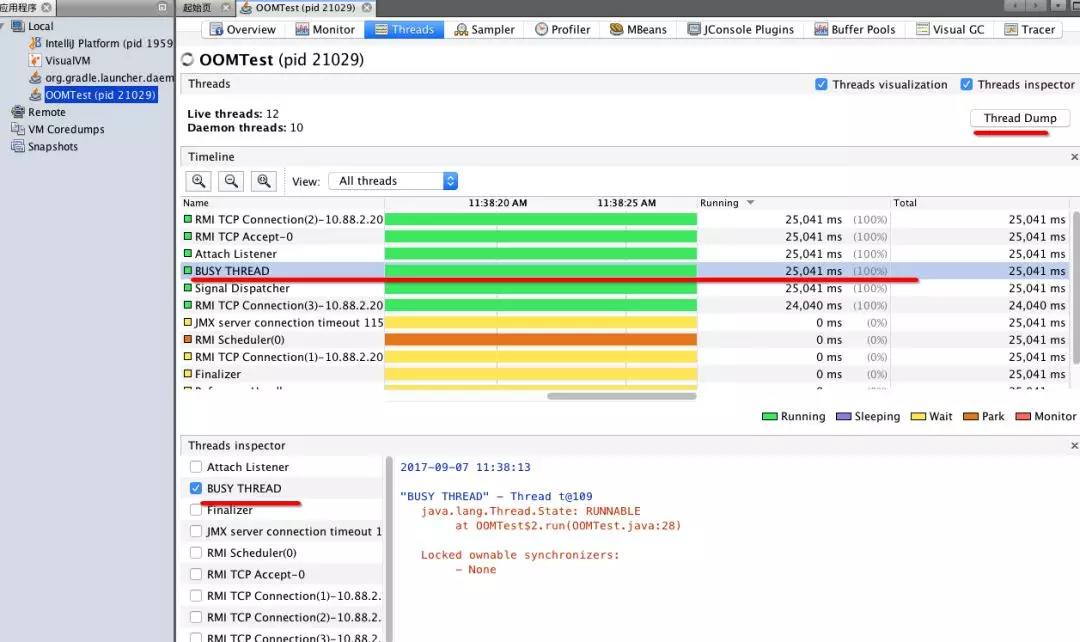 应用程序
起始页 OOMTest (pid 21029)
Local
IntelliJ Platform (pid 1959
VisualVM
org.gradle.launcher.daem
OOMTest (pid 21029)
Remote
VM Coredumps
Snapshots
Overview Monitor Threads Sampler Profiler MBeans JConsole Plugins Buffer Pools Visual GC Tracer
OOMTest (pid 21029)
Threads Threads visualization Threads inspector
Live threads: 12
Daemon threads: 10
Thread Dump
Timeline
View: All threads
Name 11:38:20 AM 11:38:25 AM Running Total
RMI TCP Connection(2)-10.88.2.20 25,041 ms (100%) 25,041 ms
RMI TCP Accept-0 25,041 ms (100%) 25,041 ms
Attach Listener 25,041 ms (100%) 25,041 ms
BUSY THREAD 25,041 ms (100%) 25,041 ms
Signal Dispatcher 25,041 ms (100%) 25,041 ms
RMI TCP Connection(3)-10.88.2.20 24,040 ms (100%) 24,040 ms
JMX server connection timeout 115 0 ms (0%) 25,041 ms
RMI Scheduler(0) 0 ms (0%) 25,041 ms
RMI TCP Connection(1)-10.88.2.20 0 ms (0%) 25,041 ms
Finalizer 0 ms (0%) 25,041 ms
Running Sleeping Wait Park Monitor
Threads inspector
Attach Listener
BUSY THREAD
Finalizer
JMX server connection timeout 1
RMI Scheduler(0)
RMI TCP Accept-0
RMI TCP Connection(1)-10.88.2.
RMI TCP Connection(2)-10.88.2.
RMI TCP Connection(3)-10.88.2.
2017-09-07 11:38:13
"BUSY THREAD" - Thread t@109
java.lang.Thread.State: RUNNABLE
at OOMTest$2.run(OOMTest.java:28)
Locked ownable synchronizers:
- None